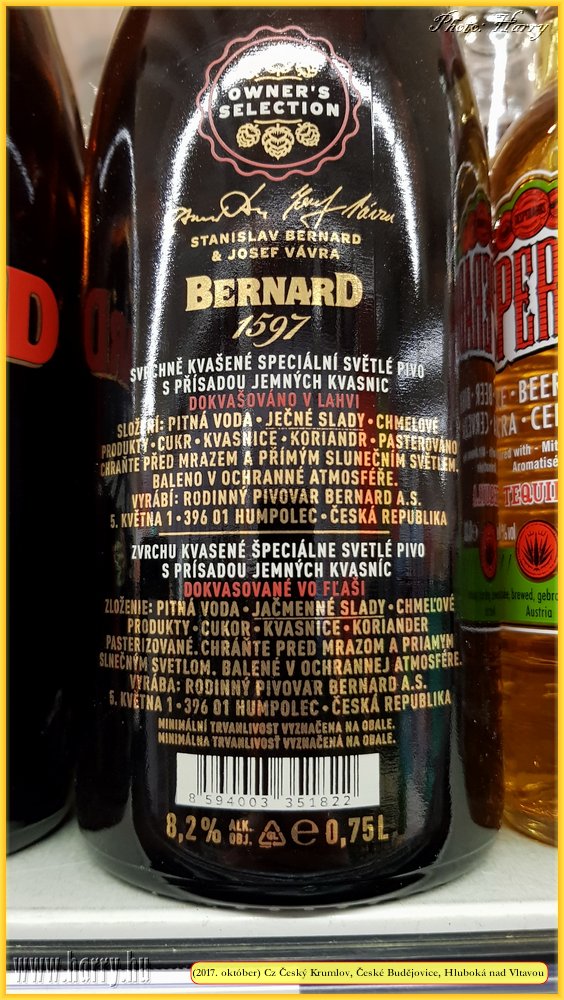 Photo: Harry
OWNER'S
SELECTION
STANISLAV BERNARD
& JOSEF VÁVRA
BERNARD
1597
SVRCHNĚ KVAŠENÉ SPECIÁLNÍ SVĚTLÉ PIVO
S PŘÍSADOU JEMNÝCH KVASNIC
DOKVAŠOVÁNO V LAHVI
SLOŽENÍ: PITNÁ VODA • JEČNÉ SLADY • CHMELOVÉ
PRODUKTY • CUKR • KVASNICE • KORIANDR • PASTEROVÁNO
CHRAŇTE PŘED MRAZEM A PŘÍMÝM SLUNEČNÍM SVĚTLEM.
BALENO V OCHRANNÉ ATMOSFÉŘE.
VYRÁBÍ: RODINNÝ PIVOVAR BERNARD A.S.
5. KVĚTNA 1 • 396 01 HUMPOLEC • ČESKÁ REPUBLIKA
ZVRCHU KVASENÉ ŠPECIÁLNE SVETLÉ PIVO
S PRÍSADOU JEMNÝCH KVASNÍC
DOKVASOVANÉ VO FĽAŠI
ZLOŽENIE: PITNÁ VODA • JAČMENNÉ SLADY • CHMEĽOVÉ
PRODUKTY • CUKOR • KVASNICE • KORIANDER
PASTERIZOVANÉ. CHRÁŇTE PRED MRAZOM A PRIAMYM
SLNEČNÝM SVETLOM. BALENÉ V OCHRANNEJ ATMOSFÉRE.
VÝRÁBA: RODINNÝ PIVOVAR BERNARD A.S.
5. KVĚTNA 1 • 396 01 HUMPOLEC • ČESKÁ REPUBLIKA
MINIMÁLNÍ TRVANLIVOST VYZNAČENA NA OBALE.
MINIMÁLNA TRVANLIVOSŤ VYZNAČENÁ NA OBALE.
8 594003 351822
8,2% ALK. OBJ. e 0,75L
D
PER
• BEER
Aromatisé
TEQUI
Austria
www.harry.hu
(2017. október) Cz Český Krumlov, České Budějovice, Hluboká nad Vltavou